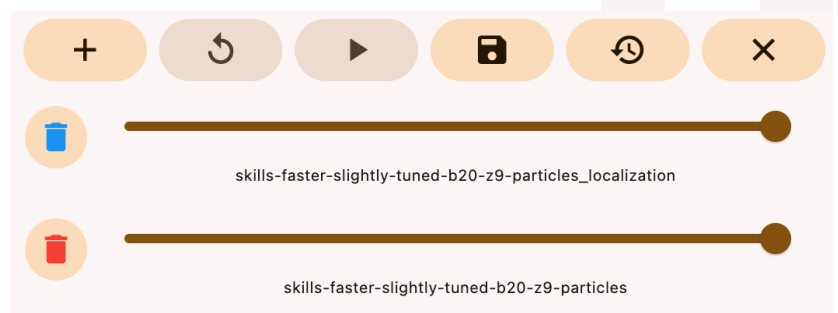 skills-faster-slightly-tuned-b20-z9-particles_localization
skills-faster-slightly-tuned-b20-z9-particles